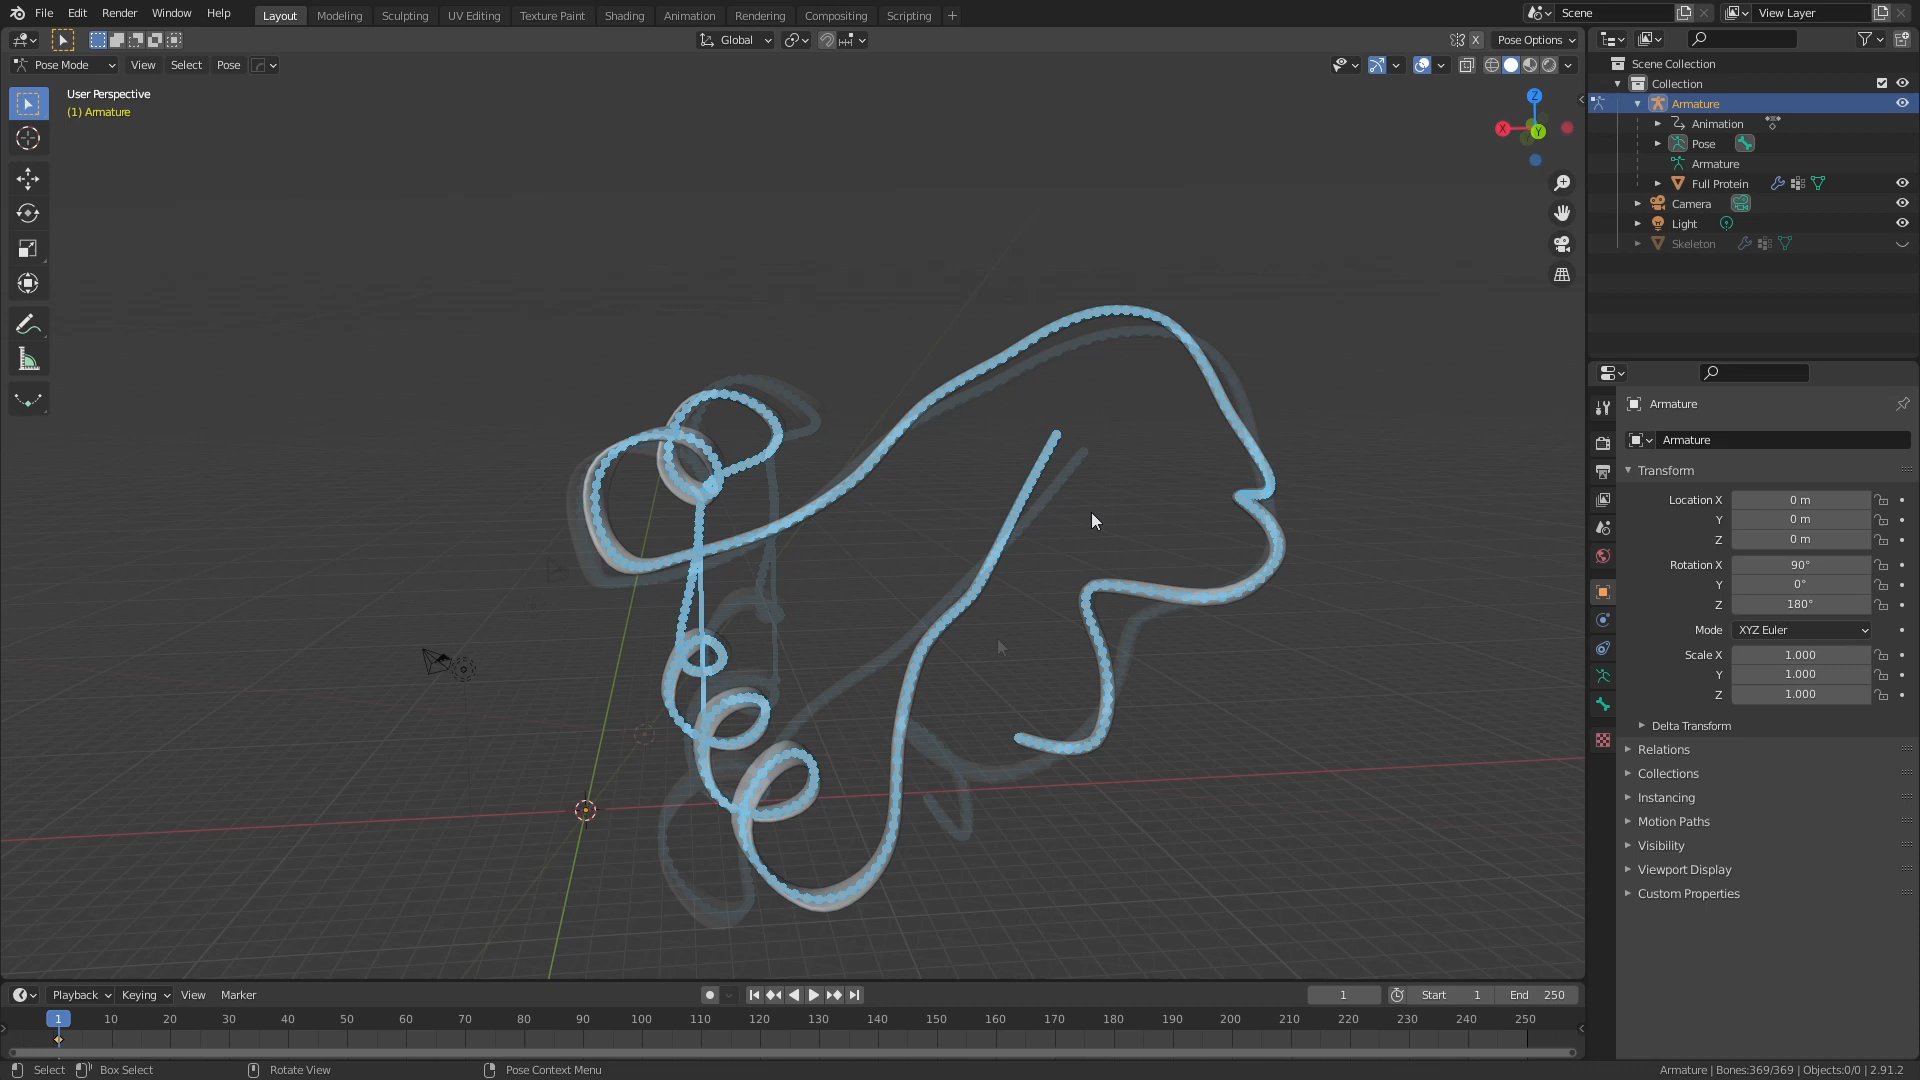 File Edit Render Window Help Layout Modeling Sculpting UV Editing Texture Paint Shading Animation Rendering Compositing Scripting + Scene View Layer
Global X Pose Options
Pose Mode View Select Pose
User Perspective
(1) Armature
Z
X
Y
Scene Collection
Collection
Armature
Animation
Pose
Armature
Full Protein
Camera
Light
Skeleton
Armature
Armature
Transform
Location X 0 m
Y 0 m
Z 0 m
Rotation X 90°
Y 0°
Z 180°
Mode XYZ Euler
Scale X 1.000
Y 1.000
Z 1.000
Delta Transform
Relations
Collections
Instancing
Motion Paths
Visibility
Viewport Display
Custom Properties
Playback Keying View Marker 1 Start 1 End 250
1 10 20 30 40 50 60 70 80 90 100 110 120 130 140 150 160 170 180 190 200 210 220 230 240 250
Select Box Select Rotate View Pose Context Menu Armature | Bones:369/369 | Objects:0/0 | 2.91.2